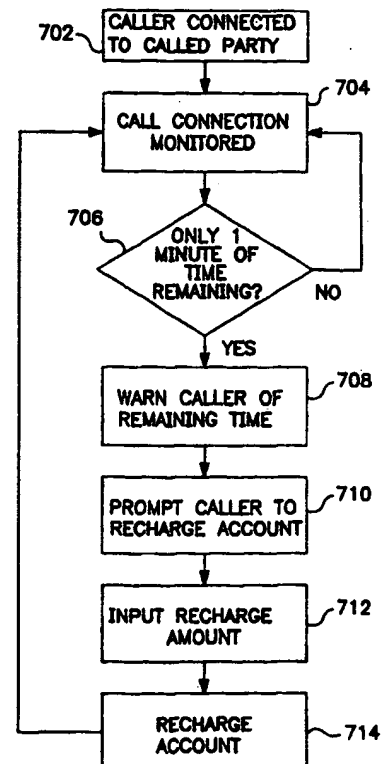 702
CALLER CONNECTED
TO CALLED PARTY
704
CALL CONNECTION
MONITORED
706
ONLY 1
MINUTE OF
TIME
REMAINING?
NO
YES
708
WARN CALLER OF
REMAINING TIME
710
PROMPT CALLER TO
RECHARGE ACCOUNT
712
INPUT RECHARGE
AMOUNT
714
RECHARGE
ACCOUNT